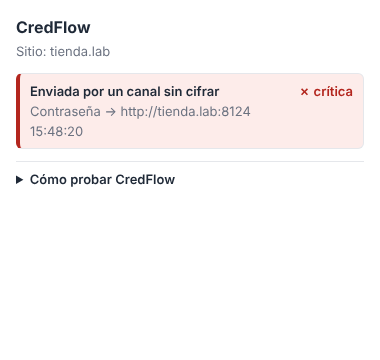 CredFlow
Sitio: tienda.lab
Enviada por un canal sin cifrar × crítica
Contraseña → http://tienda.lab:8124
15:48:20
▶ Cómo probar CredFlow